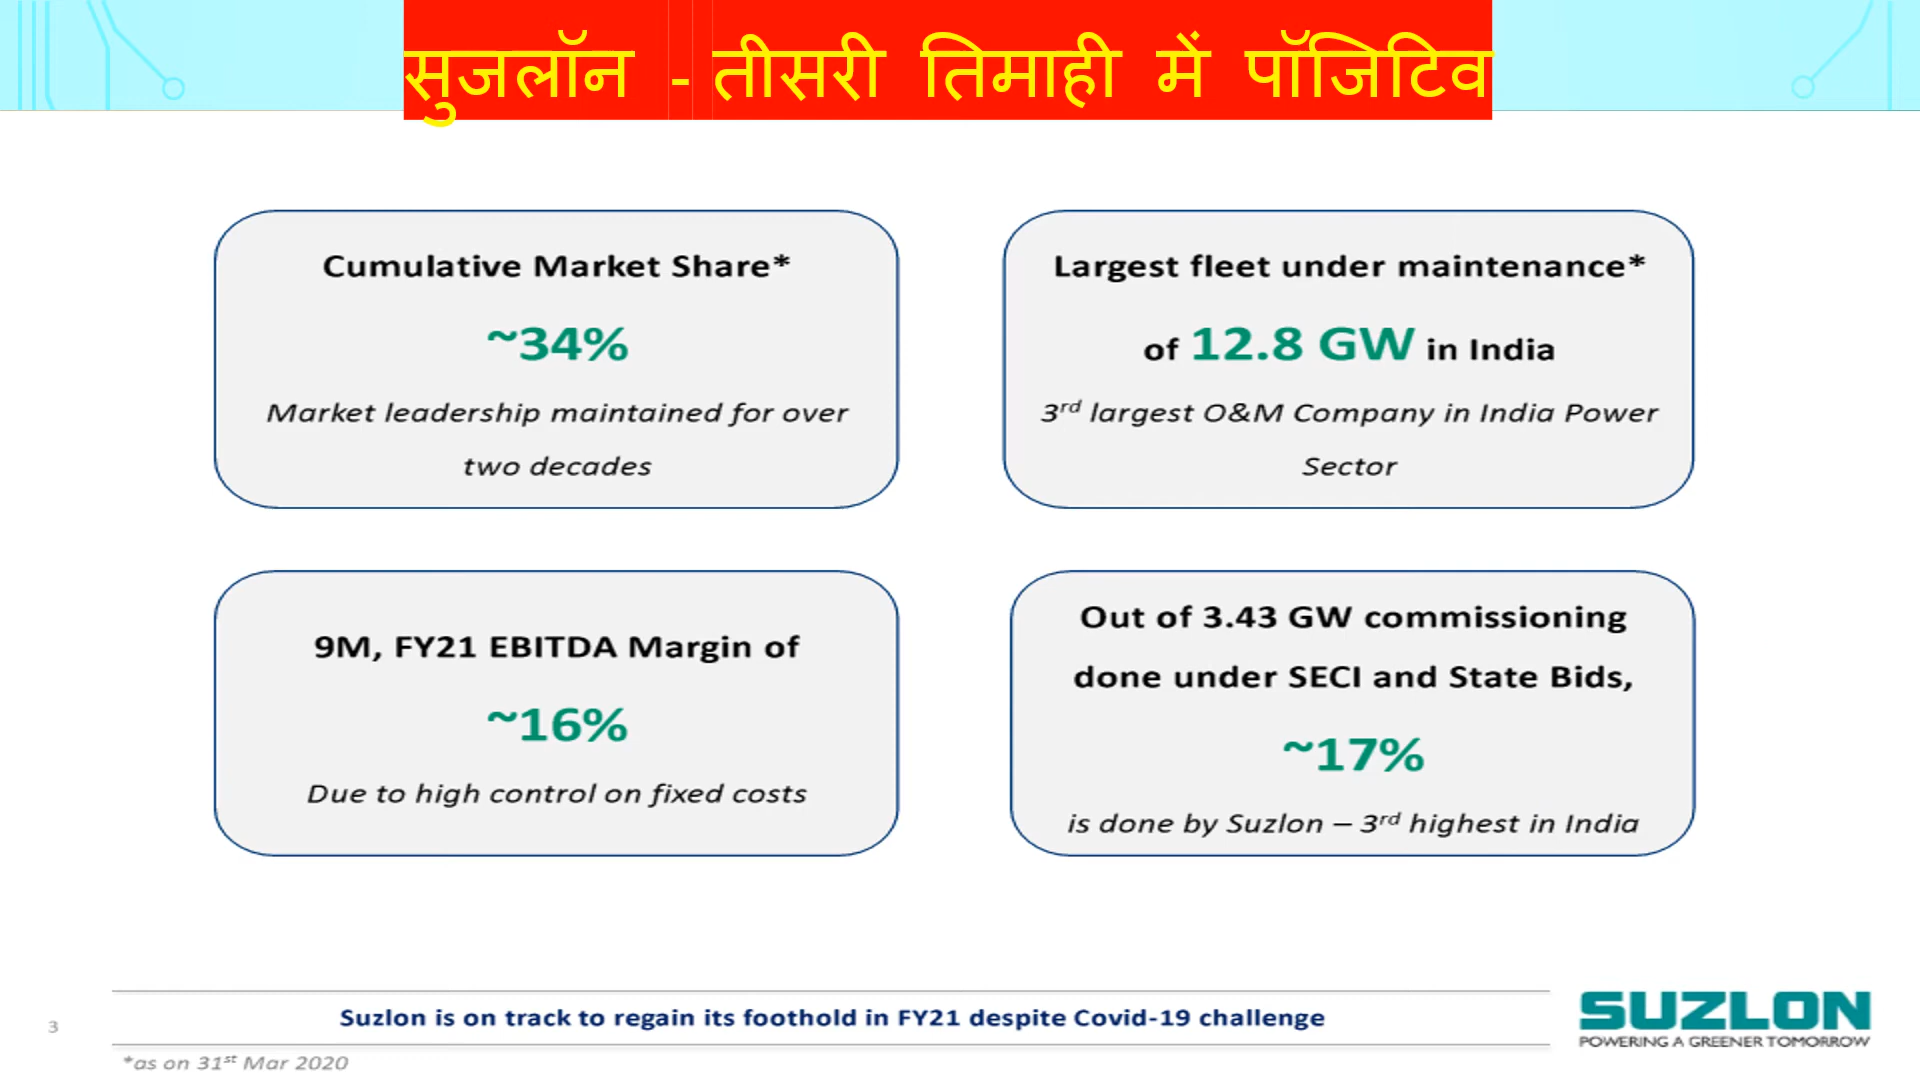 सुजलॉन - तीसरी तिमाही में पॉजिटिव
Cumulative Market Share*
~34%
Market leadership maintained for over
two decades
Largest fleet under maintenance*
of 12.8 GW in India
3rd largest O&M Company in India Power
Sector
9M, FY21 EBITDA Margin of
~16%
Due to high control on fixed costs
Out of 3.43 GW commissioning
done under SECI and State Bids,
~17%
is done by Suzlon – 3rd highest in India
3
Suzlon is on track to regain its foothold in FY21 despite Covid-19 challenge
*as on 31st Mar 2020
SUZLON
POWERING A GREENER TOMORROW